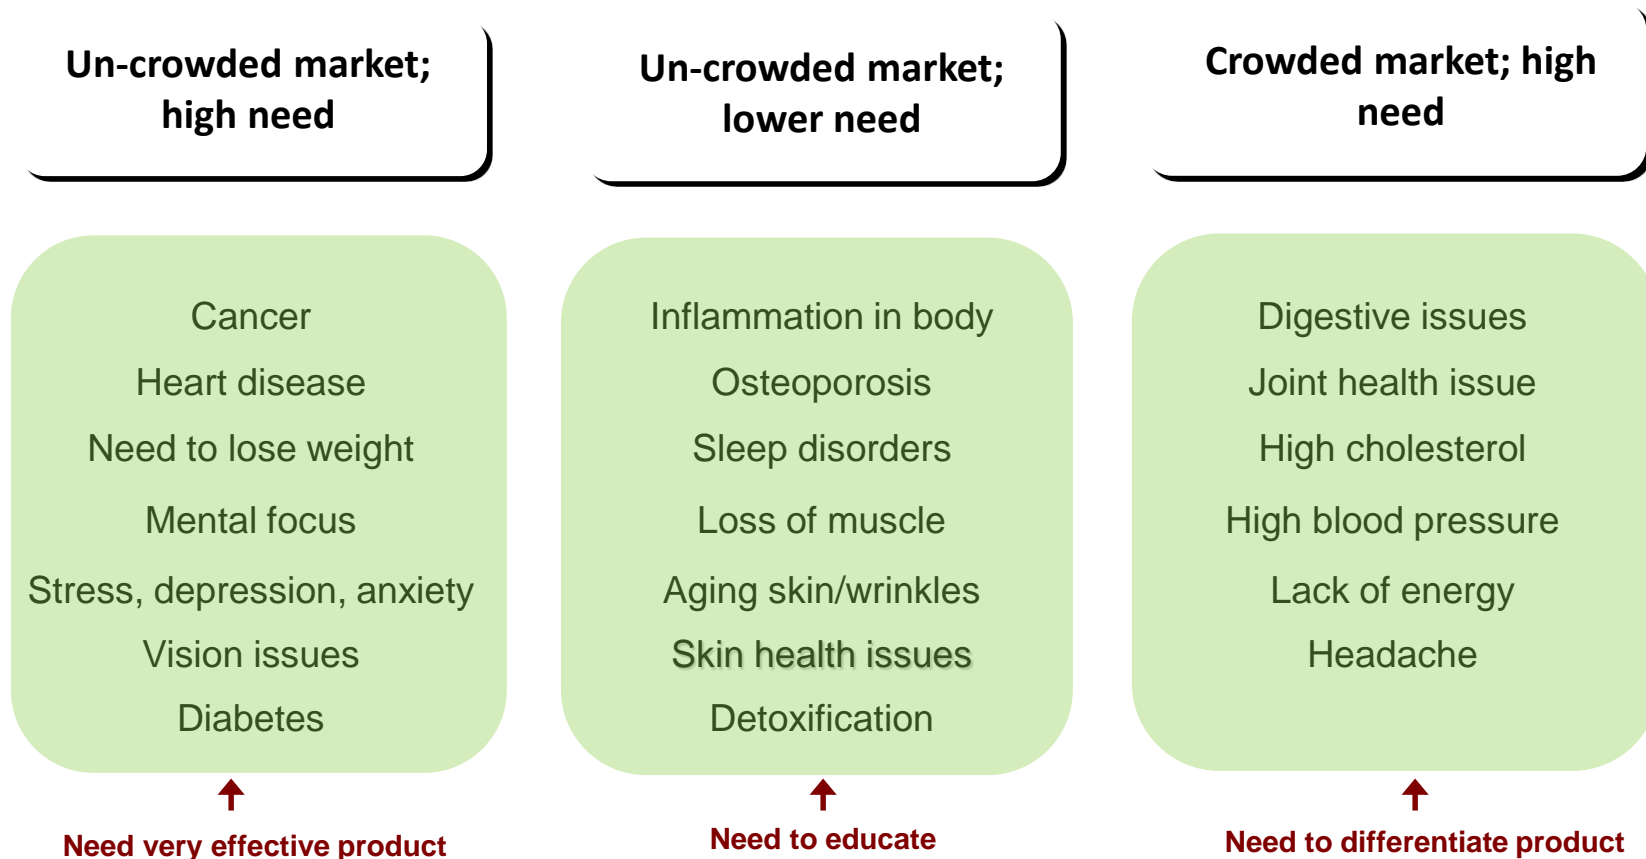 Un-crowded market;
high need
Un-crowded market;
lower need
Crowded market; high
need
Cancer
Heart disease
Need to lose weight
Mental focus
Stress, depression, anxiety
Vision issues
Diabetes
Inflammation in body
Osteoporosis
Sleep disorders
Loss of muscle
Aging skin/wrinkles
Skin health issues
Detoxification
Digestive issues
Joint health issue
High cholesterol
High blood pressure
Lack of energy
Headache
Need very effective product
Need to educate
Need to differentiate product